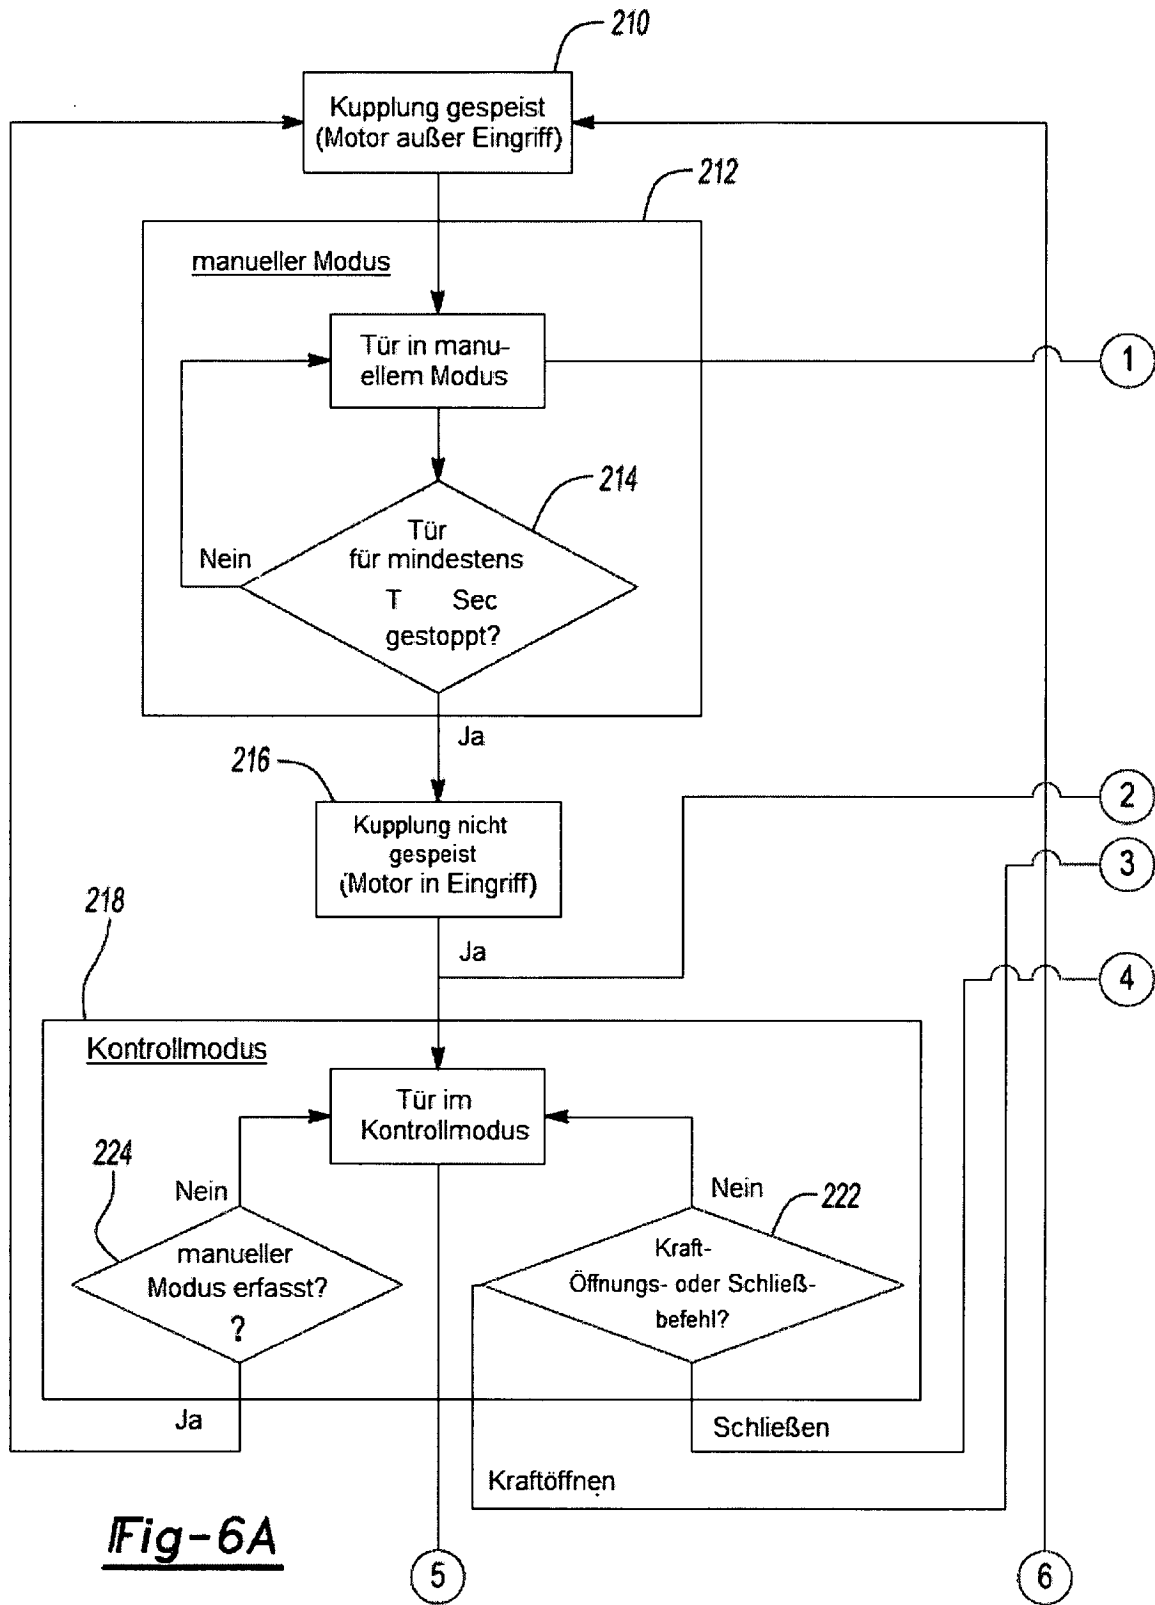 210
Kupplung gespeist
(Motor außer Eingriff)
212
manueller Modus
Tür in manu-
ellem Modus
1
214
Tür
für mindestens
T Sec
gestoppt?
Nein
Ja
216
Kupplung nicht
gespeist
(Motor in Eingriff)
2
3
218
Ja
4
Kontrollmodus
Tür im
Kontrollmodus
224
Nein
Nein
222
manueller
Modus erfasst?
?
Kraft-
Öffnungs- oder Schließ-
befehl?
Ja
Schließen
Kraftöffnen
Fig-6A
5
6